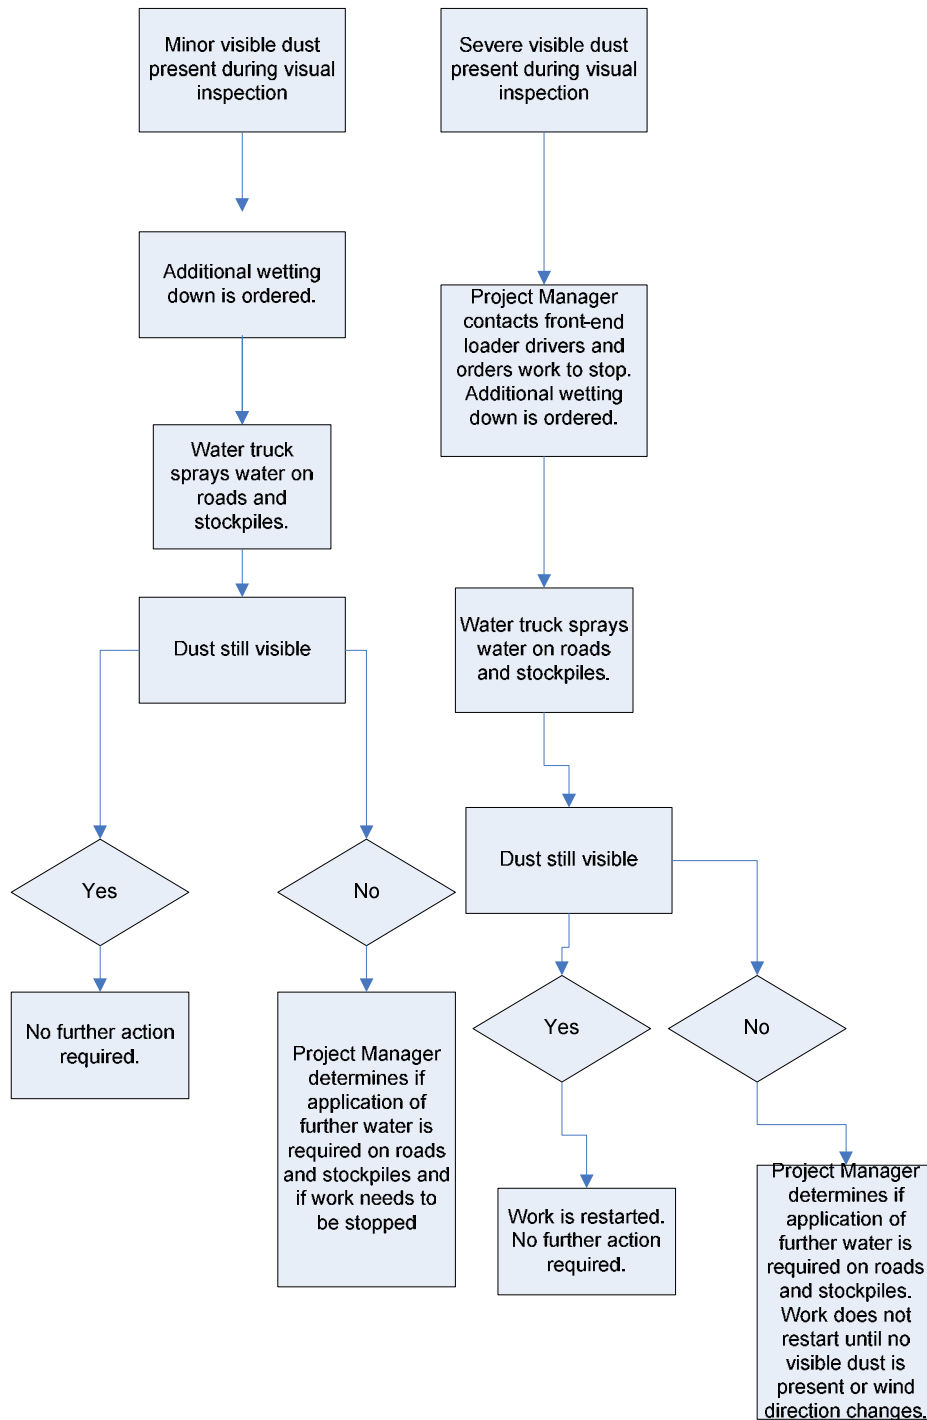 Minor visible dust
present during visual
inspection
Severe visible dust
present during visual
inspection
Additional wetting
down is ordered.
Project Manager
contacts front-end
loader drivers and
orders work to stop.
Additional wetting
down is ordered.
Water truck
sprays water on
roads and
stockpiles.
Dust still visible
Water truck sprays
water on roads
and stockpiles.
Dust still visible
Yes
No
Yes
No
No further action
required.
Project Manager
determines if
application of
further water is
required on roads
and stockpiles and
if work needs to
be stopped
Work is restarted.
No further action
required.
Project Manager
determines if
application of
further water is
required on roads
and stockpiles.
Work does not
restart until no
visible dust is
present or wind
direction changes.